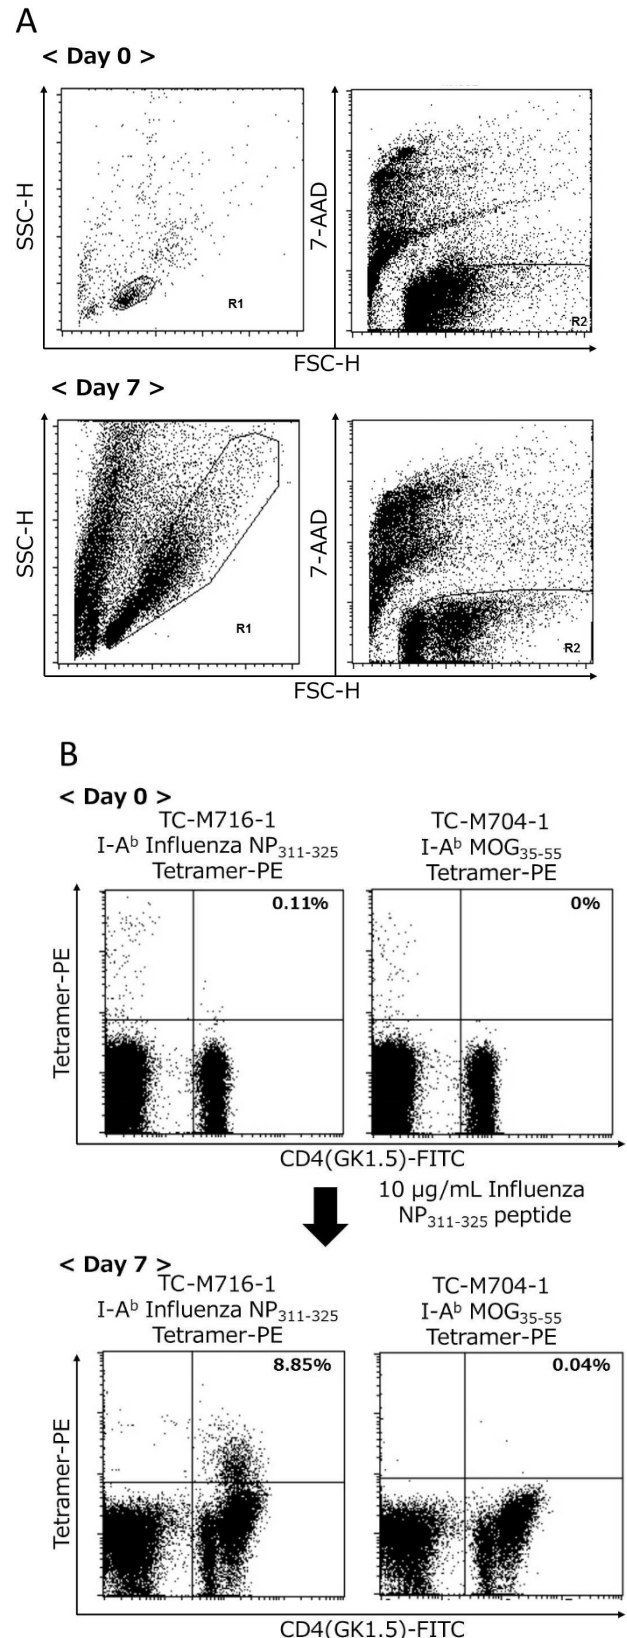 A
< Day 0 >
SSC-H
R1
7-AAD
R2
FSC-H
< Day 7 >
SSC-H
R1
7-AAD
R2
FSC-H
B
< Day 0 >
TC-M716-1
I-Aᵇ Influenza NP₃₁₁₋₃₂₅
Tetramer-PE
TC-M704-1
I-Aᵇ MOG₃₅₋₅₅
Tetramer-PE
Tetramer-PE
0.11%
0%
CD4(GK1.5)-FITC
10 µg/mL Influenza
NP₃₁₁₋₃₂₅ peptide
< Day 7 >
TC-M716-1
I-Aᵇ Influenza NP₃₁₁₋₃₂₅
Tetramer-PE
TC-M704-1
I-Aᵇ MOG₃₅₋₅₅
Tetramer-PE
Tetramer-PE
8.85%
0.04%
CD4(GK1.5)-FITC